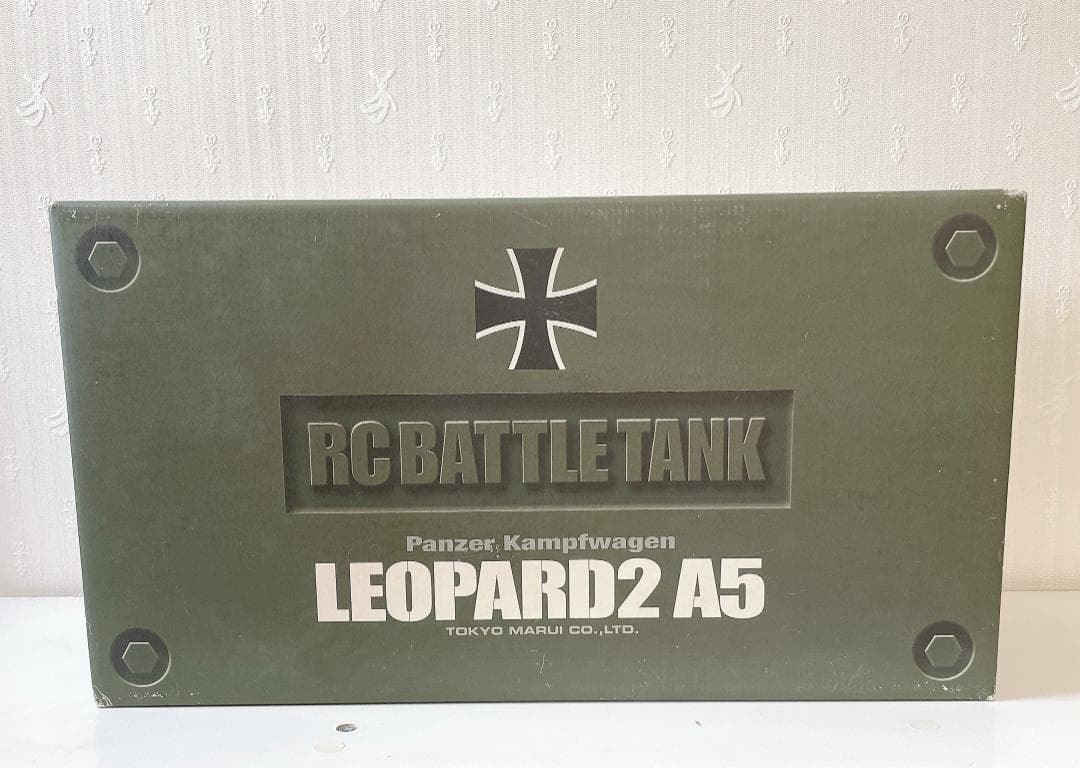 RC BATTLE TANK
Panzer Kampfwagen
LEOPARD2 A5
TOKYO MARUI CO.,LTD.